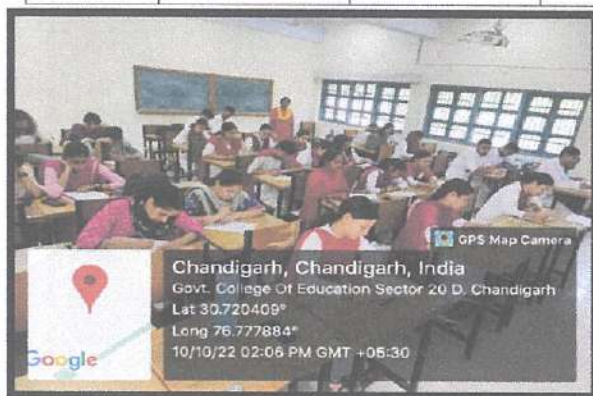 GPS Map Camera
Chandigarh, Chandigarh, India
Govt. College Of Education Sector 20 D, Chandigarh
Lat 30.720409°
Long 76.777884°
10/10/22 02:06 PM GMT +05:30
Google